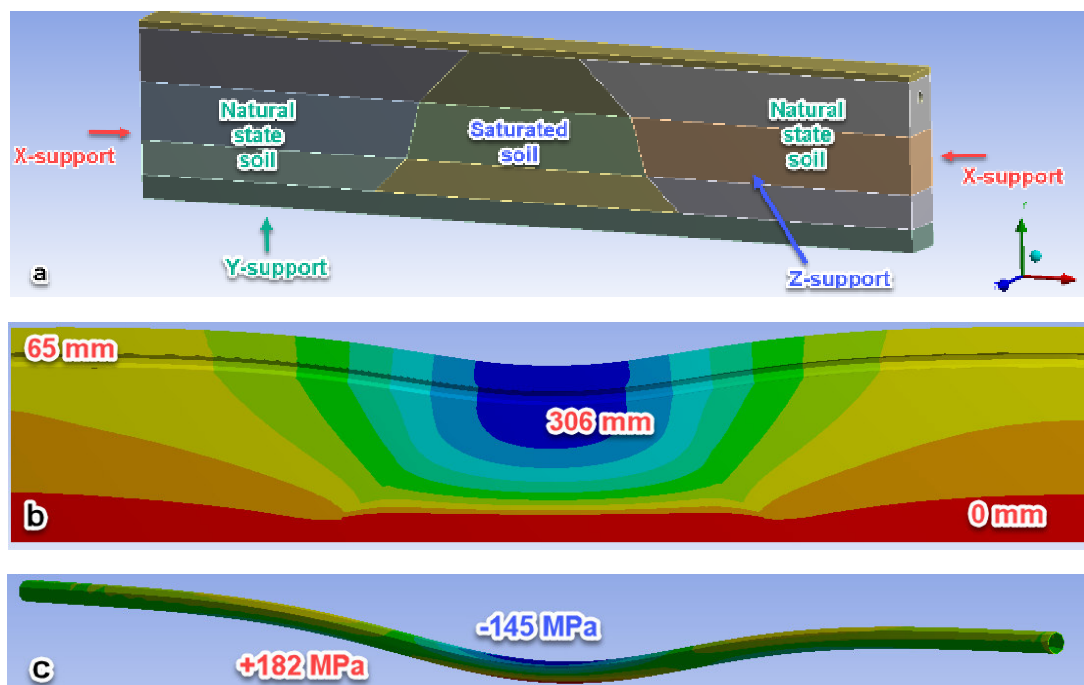 Natural
state
soil
Saturated
soil
Natural
state
soil
X-support
X-support
Y-support
Z-support
a
65 mm
306 mm
0 mm
b
-145 MPa
+182 MPa
c